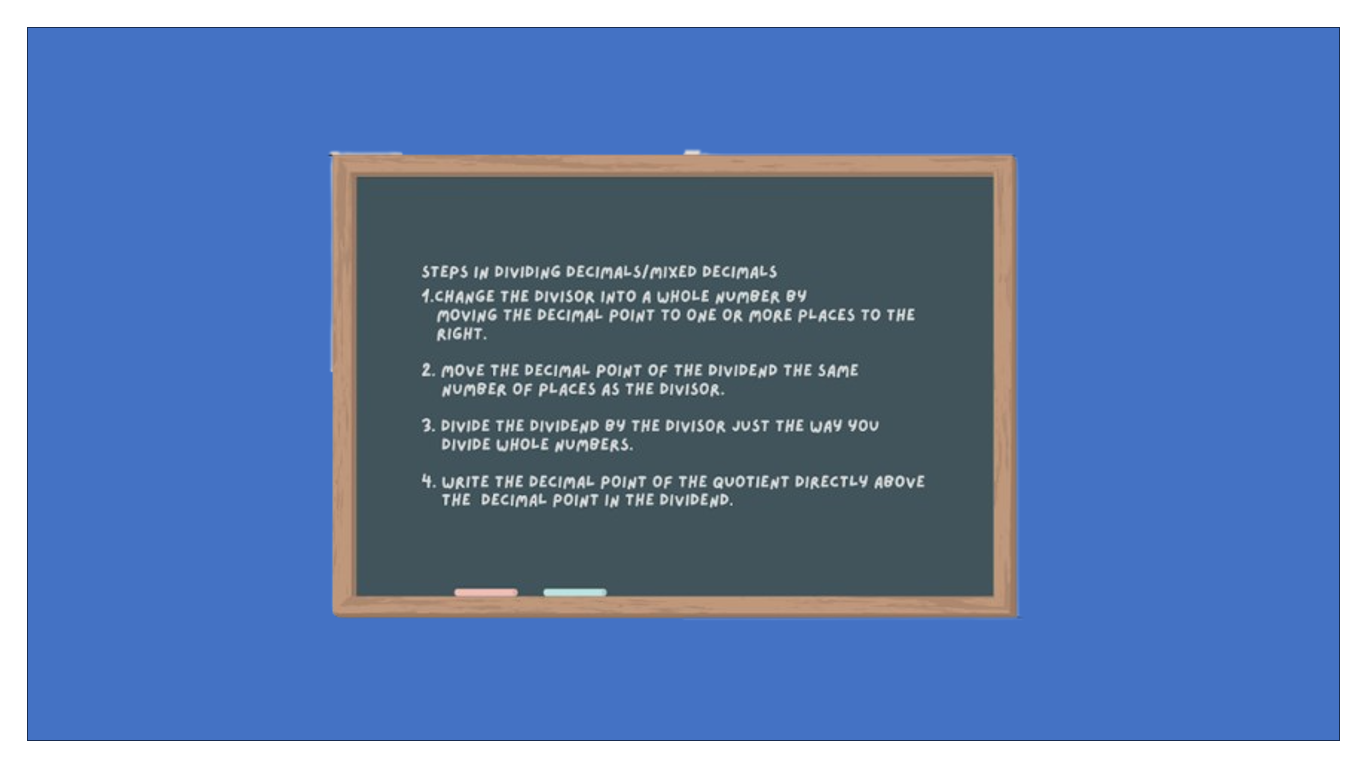 STEPS IN DIVIDING DECIMALS/MIXED DECIMALS
1.CHANGE THE DIVISOR INTO A WHOLE NUMBER BY
MOVING THE DECIMAL POINT TO ONE OR MORE PLACES TO THE
RIGHT.
2. MOVE THE DECIMAL POINT OF THE DIVIDEND THE SAME
NUMBER OF PLACES AS THE DIVISOR.
3. DIVIDE THE DIVIDEND BY THE DIVISOR JUST THE WAY YOU
DIVIDE WHOLE NUMBERS.
4. WRITE THE DECIMAL POINT OF THE QUOTIENT DIRECTLY ABOVE
THE DECIMAL POINT IN THE DIVIDEND.